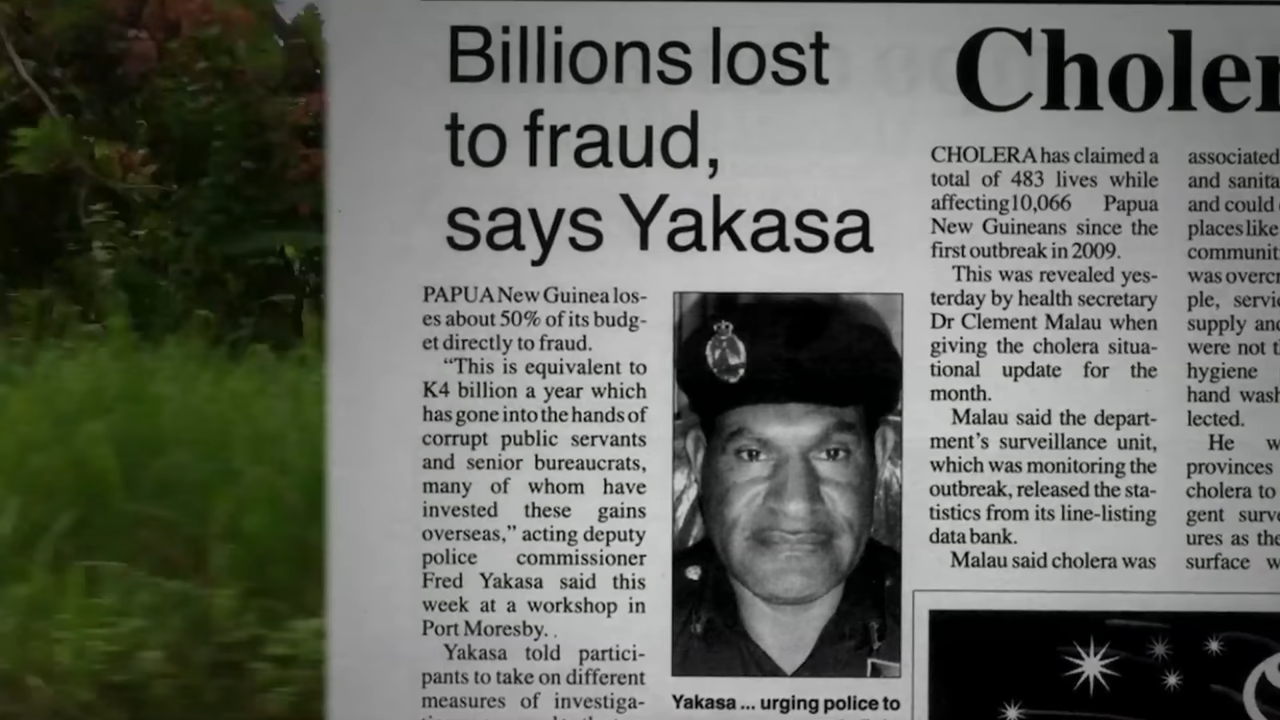 Billions lost
to fraud,
says Yakasa
PAPUA New Guinea los-
es about 50% of its budg-
et directly to fraud.
“This is equivalent to
K4 billion a year which
has gone into the hands of
corrupt public servants
and senior bureaucrats,
many of whom have
invested these gains
overseas,” acting deputy
police commissioner
Fred Yakasa said this
week at a workshop in
Port Moresby. .
Yakasa told partici-
pants to take on different
measures of investiga-
Yakasa ... urging police to
Choler
CHOLERA has claimed a
total of 483 lives while
affecting10,066 Papua
New Guineans since the
first outbreak in 2009.
This was revealed yes-
terday by health secretary
Dr Clement Malau when
giving the cholera situa-
tional update for the
month.
Malau said the depart-
ment’s surveillance unit,
which was monitoring the
outbreak, released the sta-
tistics from its line-listing
data bank.
Malau said cholera was
associated
and sanita
and could
places like
communit
was overcr
ple, servic
supply and
were not t
hygiene
hand wash
lected.
He w
provinces
cholera to
gent surve
ures as the
surface w